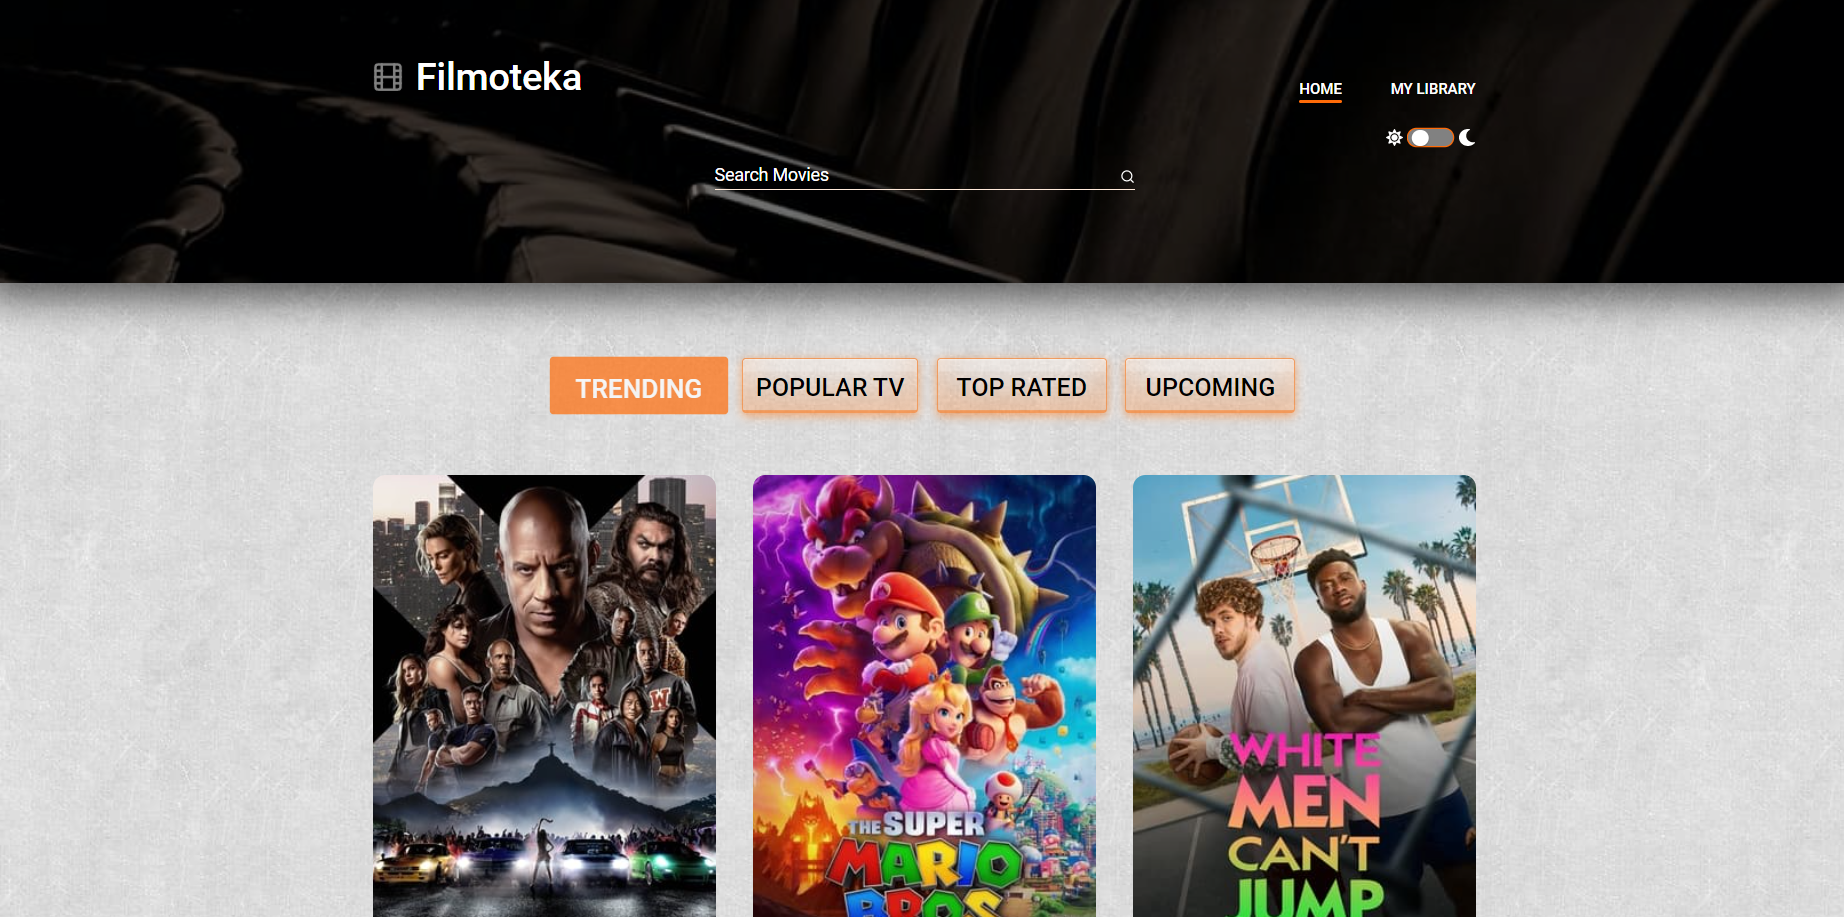 Filmoteka
HOME
MY LIBRARY
Search Movies
TRENDING
POPULAR TV
TOP RATED
UPCOMING
W
THE SUPER
MARIO
BROS
WHITE
MEN
CAN'T
JUMP